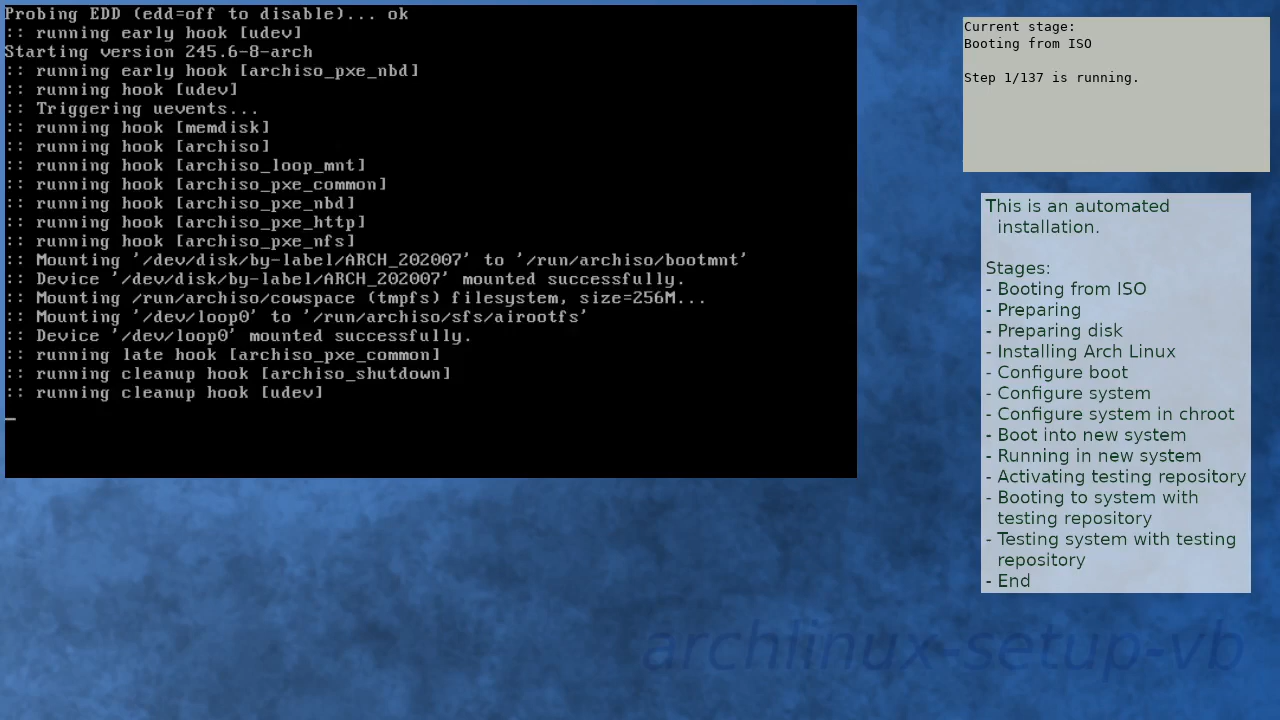 Probing EDD (edd=off to disable)... ok
:: running early hook [udev]
Starting version 245.6-8-arch
:: running early hook [archiso_pxe_nbd]
:: running hook [udev]
:: Triggering uevents...
:: running hook [memdisk]
:: running hook [archiso]
:: running hook [archiso_loop_mnt]
:: running hook [archiso_pxe_common]
:: running hook [archiso_pxe_nbd]
:: running hook [archiso_pxe_http]
:: running hook [archiso_pxe_nfs]
:: Mounting '/dev/disk/by-label/ARCH_202007' to '/run/archiso/bootmnt'
:: Device '/dev/disk/by-label/ARCH_202007' mounted successfully.
:: Mounting /run/archiso/cowspace (tmpfs) filesystem, size=256M...
:: Mounting '/dev/loop0' to '/run/archiso/sfs/airootfs'
:: Device '/dev/loop0' mounted successfully.
:: running late hook [archiso_pxe_common]
:: running cleanup hook [archiso_shutdown]
:: running cleanup hook [udev]
_
Current stage:
Booting from ISO
Step 1/137 is running.
This is an automated
installation.
Stages:
- Booting from ISO
- Preparing
- Preparing disk
- Installing Arch Linux
- Configure boot
- Configure system
- Configure system in chroot
- Boot into new system
- Running in new system
- Activating testing repository
- Booting to system with
testing repository
- Testing system with testing
repository
- End
archlinux-setup-vb